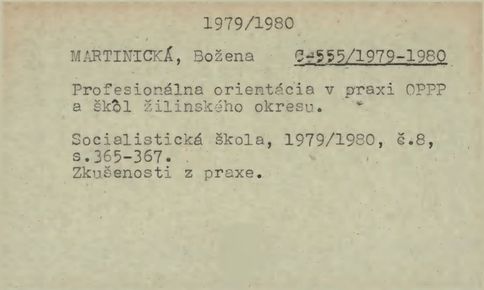 1979/1980
MARTINICKÁ, Božena C-555/1979-1980
Profesionálna orientácia v praxi OPPP
a škôl žilinského okresu.
Socialistická škola, 1979/1980, č.8,
s.365-367.
Zkušenosti z praxe.